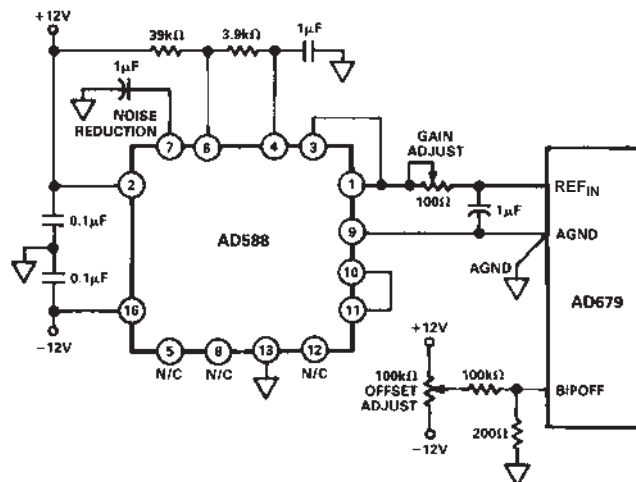 +12V
39kΩ
3.9kΩ
1μF
1μF
NOISE
REDUCTION
7
6
4
3
GAIN
ADJUST
2
1
100Ω
REFIN
1μF
0.1μF
AD588
9
AGND
10
AGND
0.1μF
AD679
16
11
-12V
5
8
13
12
N/C
N/C
N/C
+12V
100kΩ
OFFSET
ADJUST
100kΩ
BIPOFF
200Ω
-12V